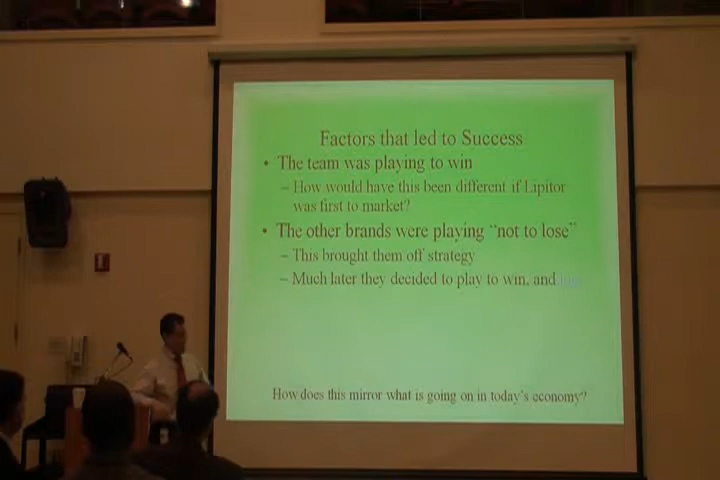 Factors that led to Success
• The team was playing to win
– How would have this been different if Lipitor
was first to market?
• The other brands were playing “not to lose”
– This brought them off strategy
– Much later they decided to play to win, and
How does this mirror what is going on in today's economy?